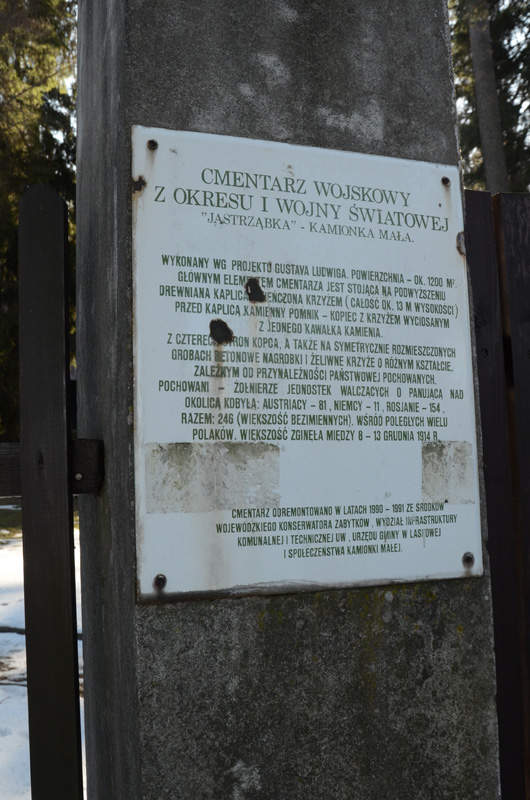 CMENTARZ WOJSKOWY
Z OKRESU I WOJNY ŚWIATOWEJ
"JASTRZĄBKA" - KAMIONKA MAŁA.
WYKONANY WG PROJEKTU GUSTAVA LUDWIGA. POWIERZCHNIA - OK. 1200 M².
GŁÓWNYM ELEMENTEM CMENTARZA JEST STOJĄCA NA PODWYŻSZENIU
DREWNIANA KAPLICA ZWIEŃCZONA KRZYŻEM (CAŁOŚĆ OK. 13 M WYSOKOŚCI)
PRZED KAPLICĄ KAMIENNY POMNIK - KOPIEC Z KRZYŻEM WYCIOSANYM
Z JEDNEGO KAWAŁKA KAMIENIA.
Z CZTERECH STRON KOPCA, A TAKŻE NA SYMETRYCZNIE ROZMIESZCZONYCH
GROBACH BETONOWE NAGROBKI I ŻELIWNE KRZYŻE O RÓŻNYM KSZTAŁCIE,
ZALEŻNYM OD PRZYNALEŻNOŚCI PAŃSTWOWEJ POCHOWANYCH.
POCHOWANI - ŻOŁNIERZE JEDNOSTEK WALCZĄCYCH O PANUJĄCĄ NAD
OKOLICĄ KOBYŁĄ: AUSTRIACY - 81, NIEMCY - 11, ROSJANIE - 154,
RAZEM: 246 (WIĘKSZOŚĆ BEZIMIENNYCH). WŚRÓD POLEGŁYCH WIELU
POLAKÓW. WIĘKSZOŚĆ ZGINĘŁA MIĘDZY 8 - 13 GRUDNIA 1914 R.
CMENTARZ ODREMONTOWANO W LATACH 1990 - 1991 ZE ŚRODKÓW
WOJEWÓDZKIEGO KONSERWATORA ZABYTKÓW, WYDZIAŁ INFRASTRUKTURY
KOMUNALNEJ I TECHNICZNEJ UW, URZĘDU GMINY W LASKOWEJ
I SPOŁECZEŃSTWA KAMIONKI MAŁEJ.